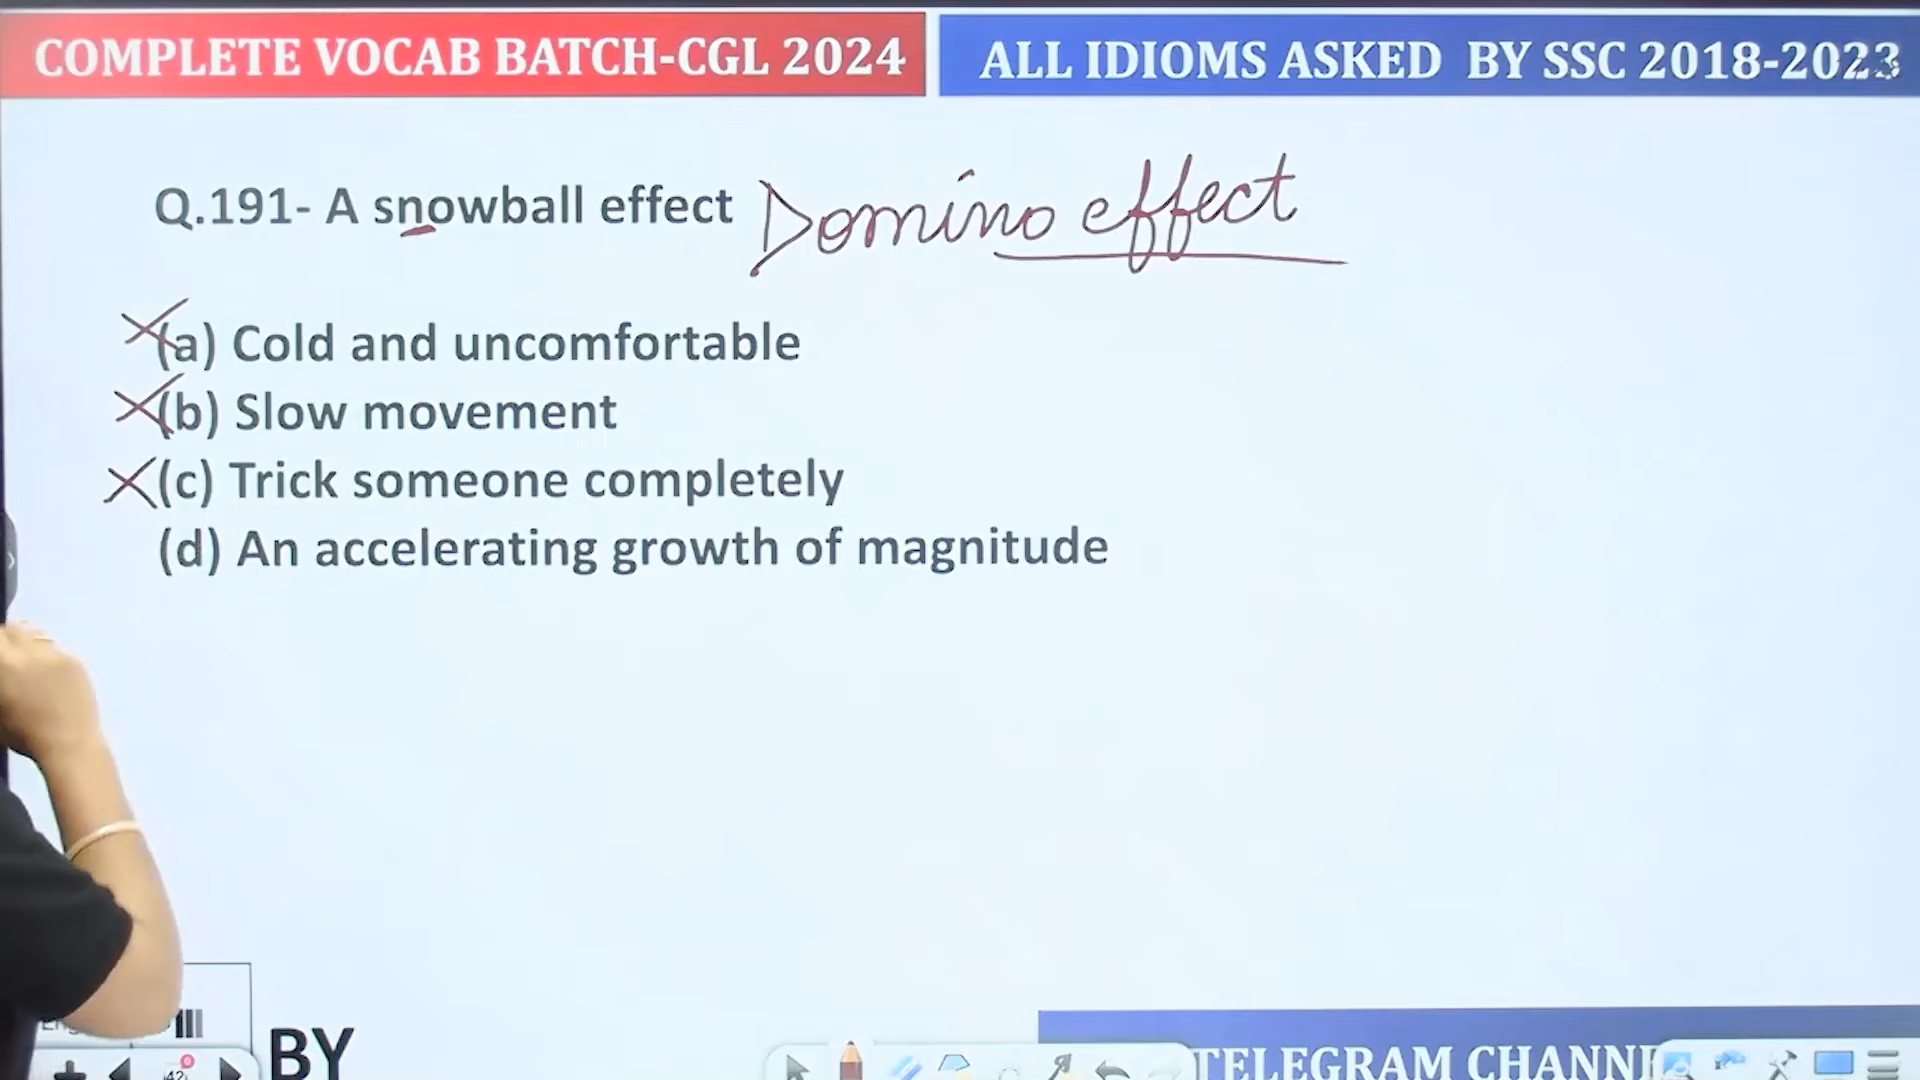 COMPLETE VOCAB BATCH-CGL 2024
ALL IDIOMS ASKED BY SSC 2018-2023
Q.191- A snowball effect Domino effect
(a) Cold and uncomfortable
(b) Slow movement
(c) Trick someone completely
(d) An accelerating growth of magnitude
BY
TELEGRAM CHANNE